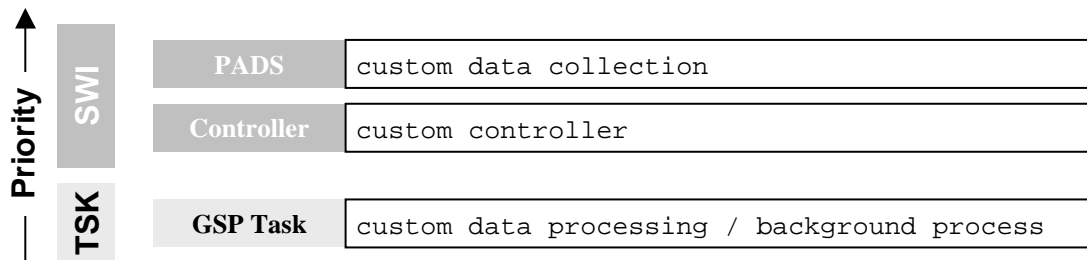 Priority
SWI
PADS custom data collection
Controller custom controller
TSK
GSP Task custom data processing / background process